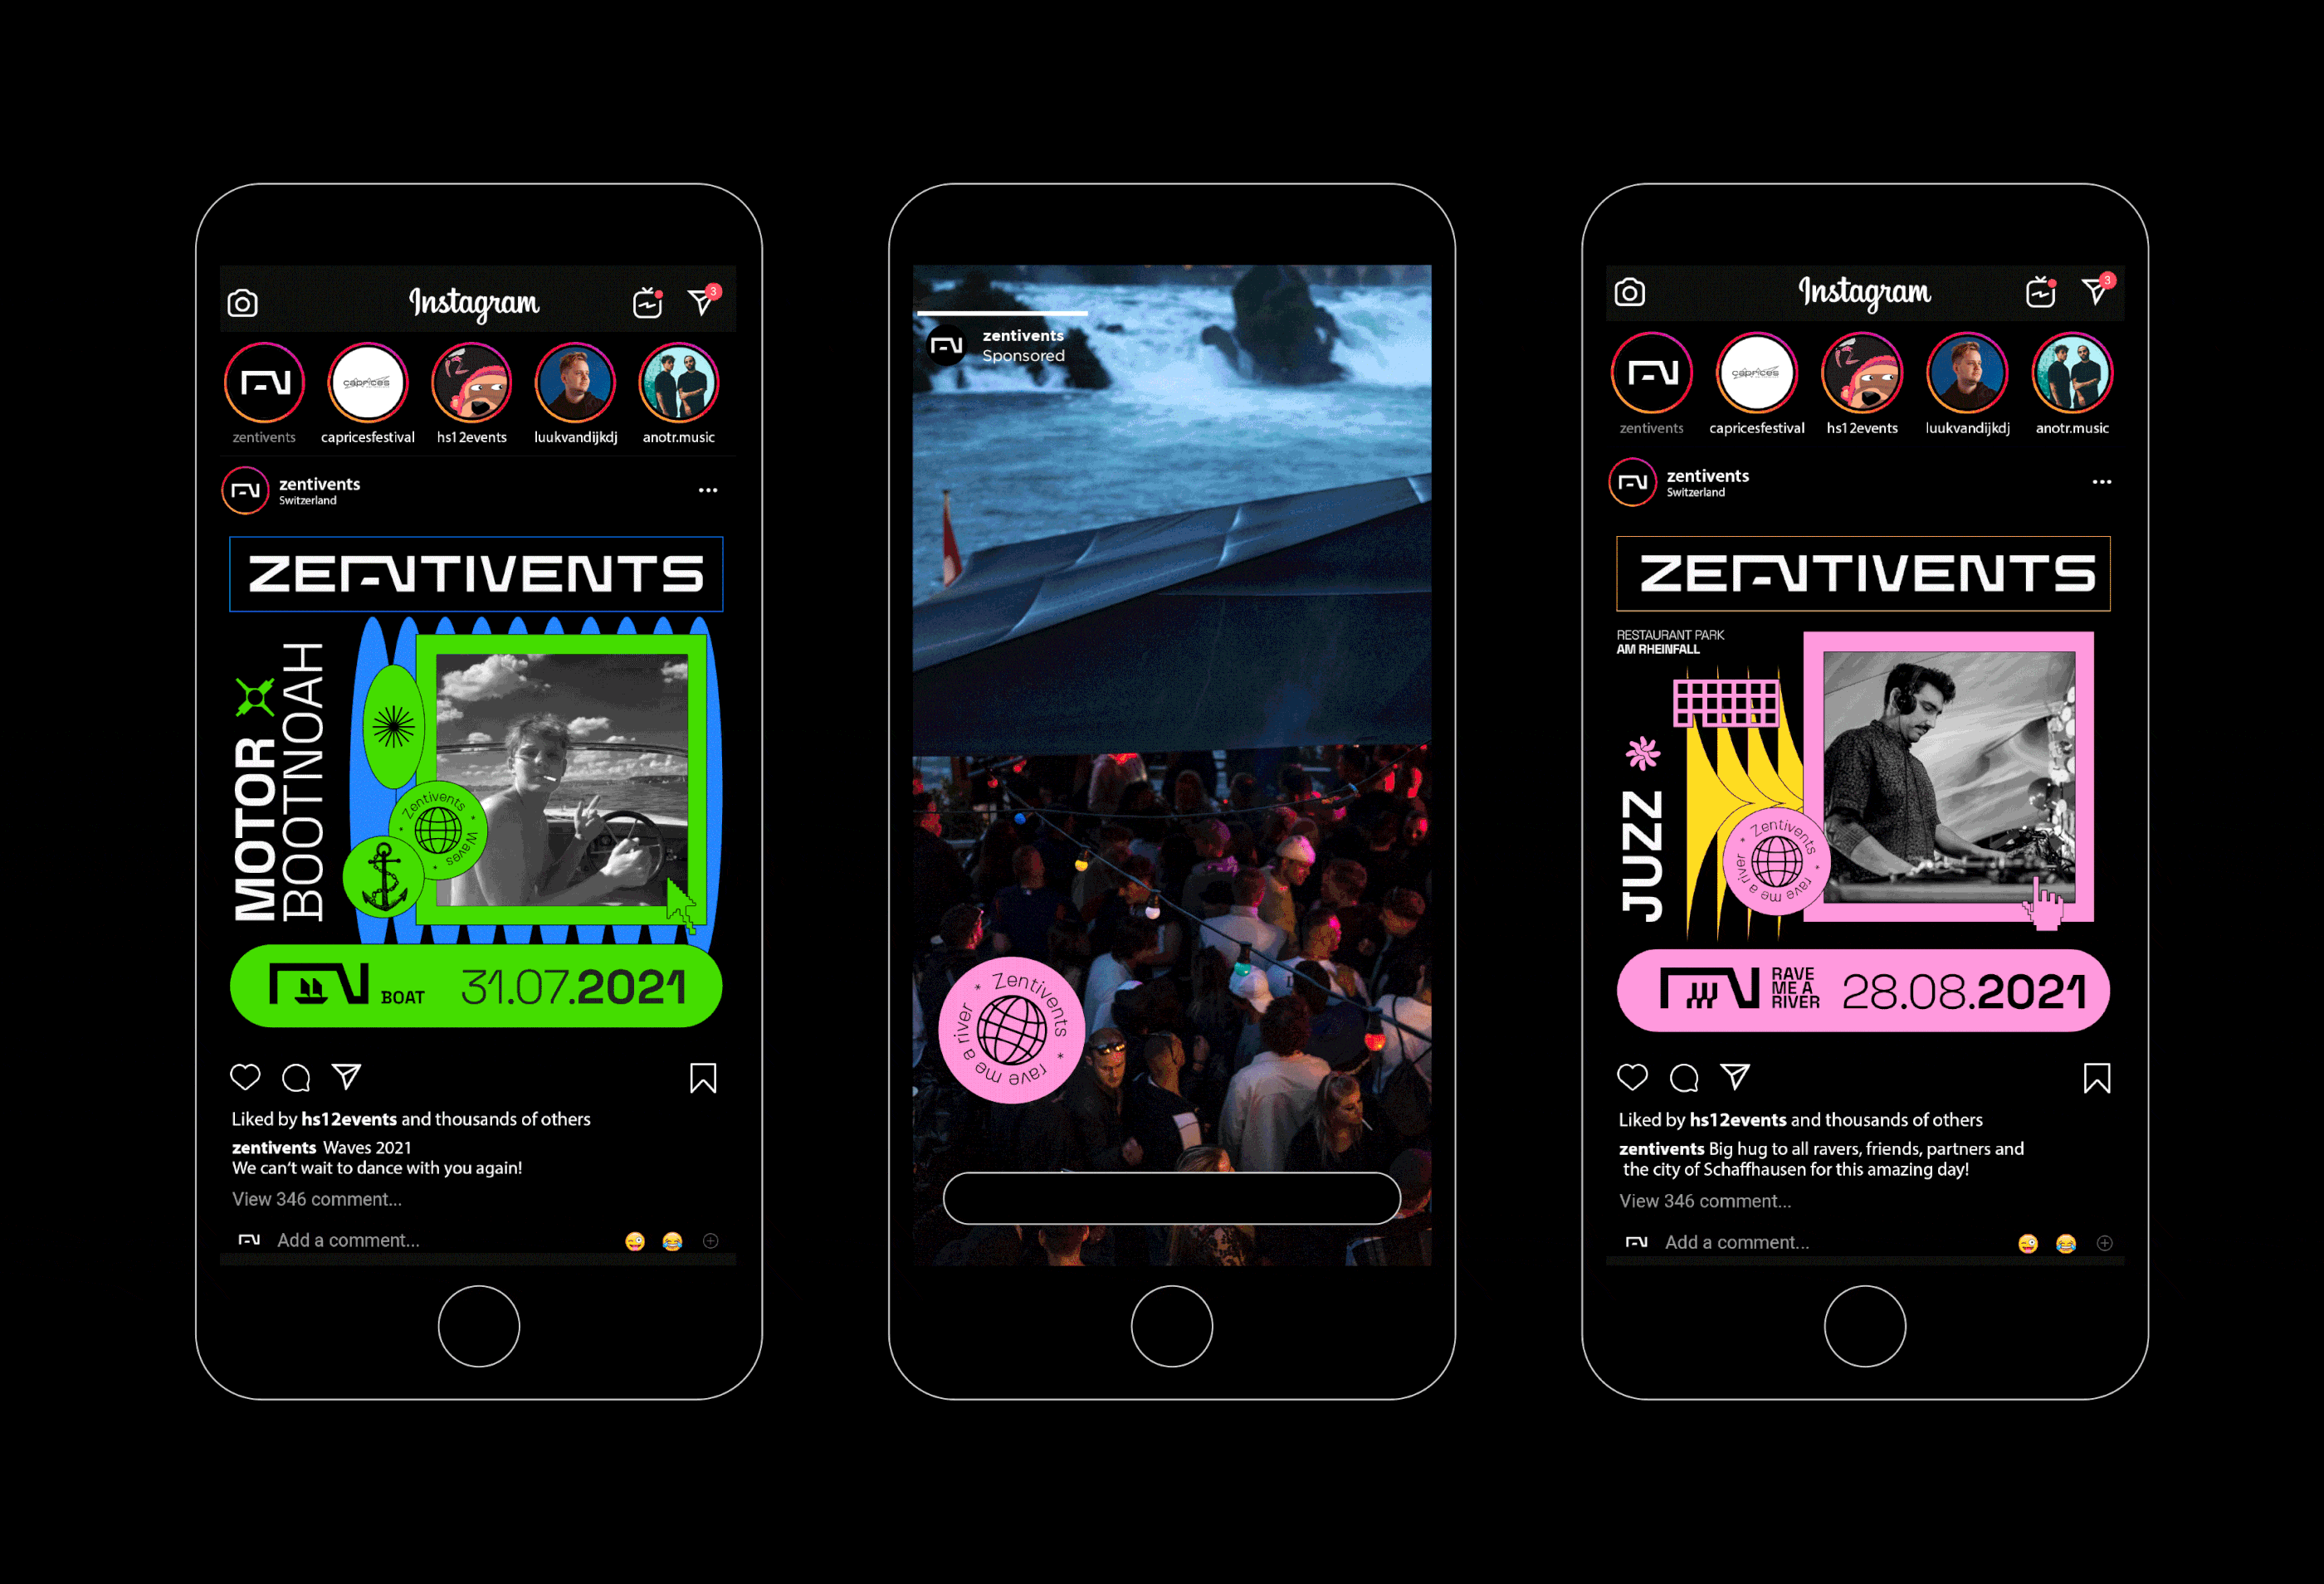 Instagram
3
zentivents
capricesfestival
hs12events
luukvandijkdj
anotr.music
caprices
zentivents
Switzerland
ZENTIVENTS
MOTOR
BOOTNOAH
Zentivents * Waves *
BOAT
31.07.2021
Liked by hs12events and thousands of others
zentivents Waves 2021
We can't wait to dance with you again!
View 346 comment...
Add a comment...
zentivents
Sponsored
Zentivents * rave me a river *
Instagram
3
zentivents
capricesfestival
hs12events
luukvandijkdj
anotr.music
caprices
zentivents
Switzerland
ZENTIVENTS
RESTAURANT PARK
AM RHEINFALL
JUZZ
Zentivents * rave me a river *
RAVE
ME A
RIVER
28.08.2021
Liked by hs12events and thousands of others
zentivents Big hug to all ravers, friends, partners and
the city of Schaffhausen for this amazing day!
View 346 comment...
Add a comment...